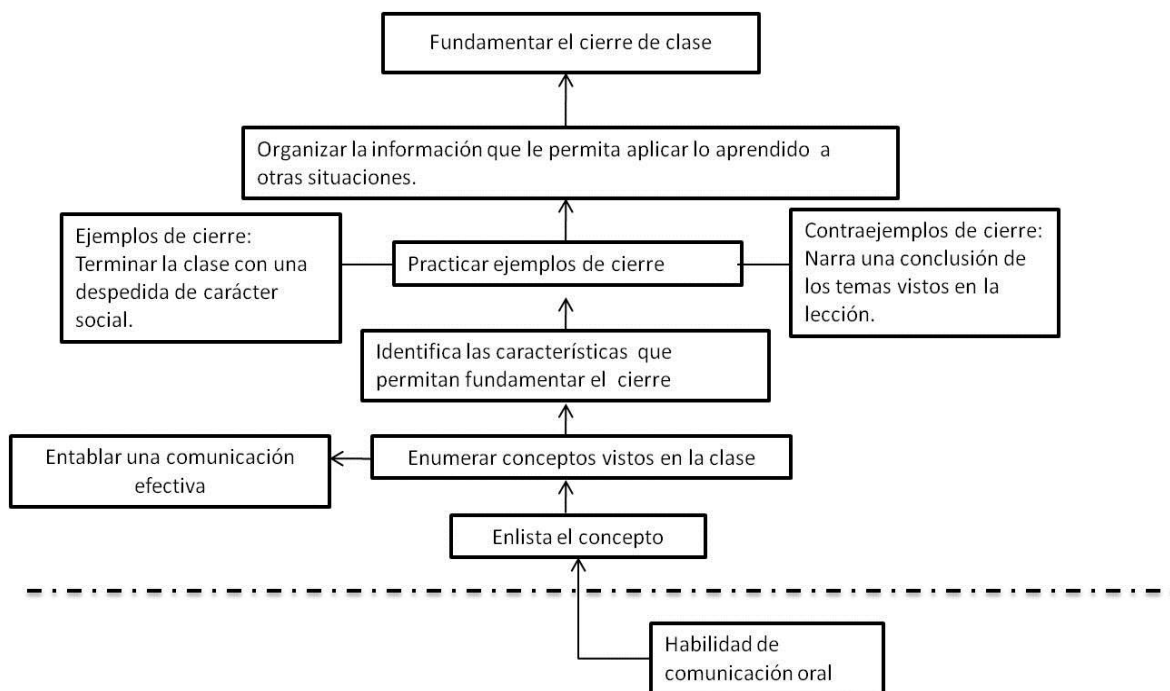 Fundamentar el cierre de clase
Organizar la información que le permita aplicar lo aprendido a
otras situaciones.
Ejemplos de cierre:
Terminar la clase con una
despedida de carácter
social.
Practicar ejemplos de cierre
Contraejemplos de cierre:
Narra una conclusión de
los temas vistos en la
lección.
Identifica las características que
permitan fundamentar el cierre
Entablar una comunicación
efectiva
Enumerar conceptos vistos en la clase
Enlista el concepto
Habilidad de
comunicación oral